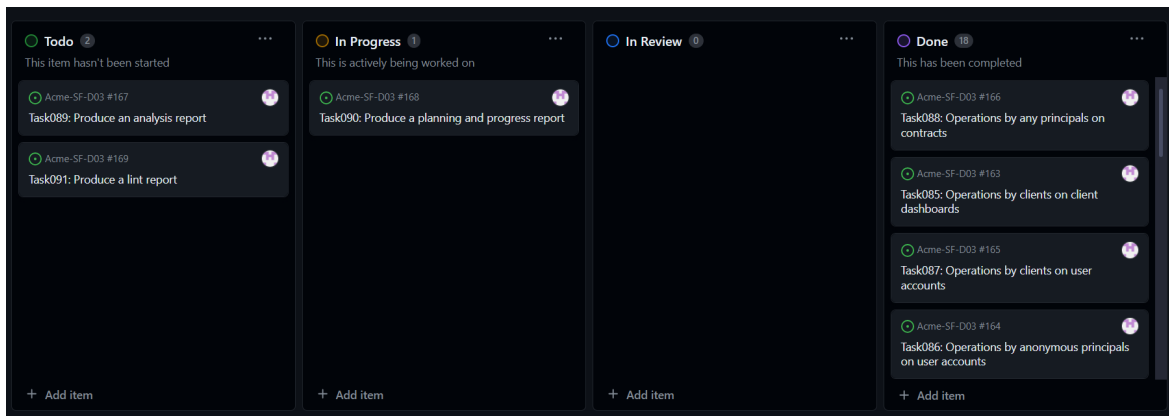 Todo 2
This item hasn't been started
Acme-SF-D03 #167
Task089: Produce an analysis report
Acme-SF-D03 #169
Task091: Produce a lint report
+ Add item
In Progress 1
This is actively being worked on
Acme-SF-D03 #168
Task090: Produce a planning and progress report
+ Add item
In Review 0
+ Add item
Done 18
This has been completed
Acme-SF-D03 #166
Task088: Operations by any principals on
contracts
Acme-SF-D03 #163
Task085: Operations by clients on client
dashboards
Acme-SF-D03 #165
Task087: Operations by clients on user
accounts
Acme-SF-D03 #164
Task086: Operations by anonymous principals
on user accounts
+ Add item